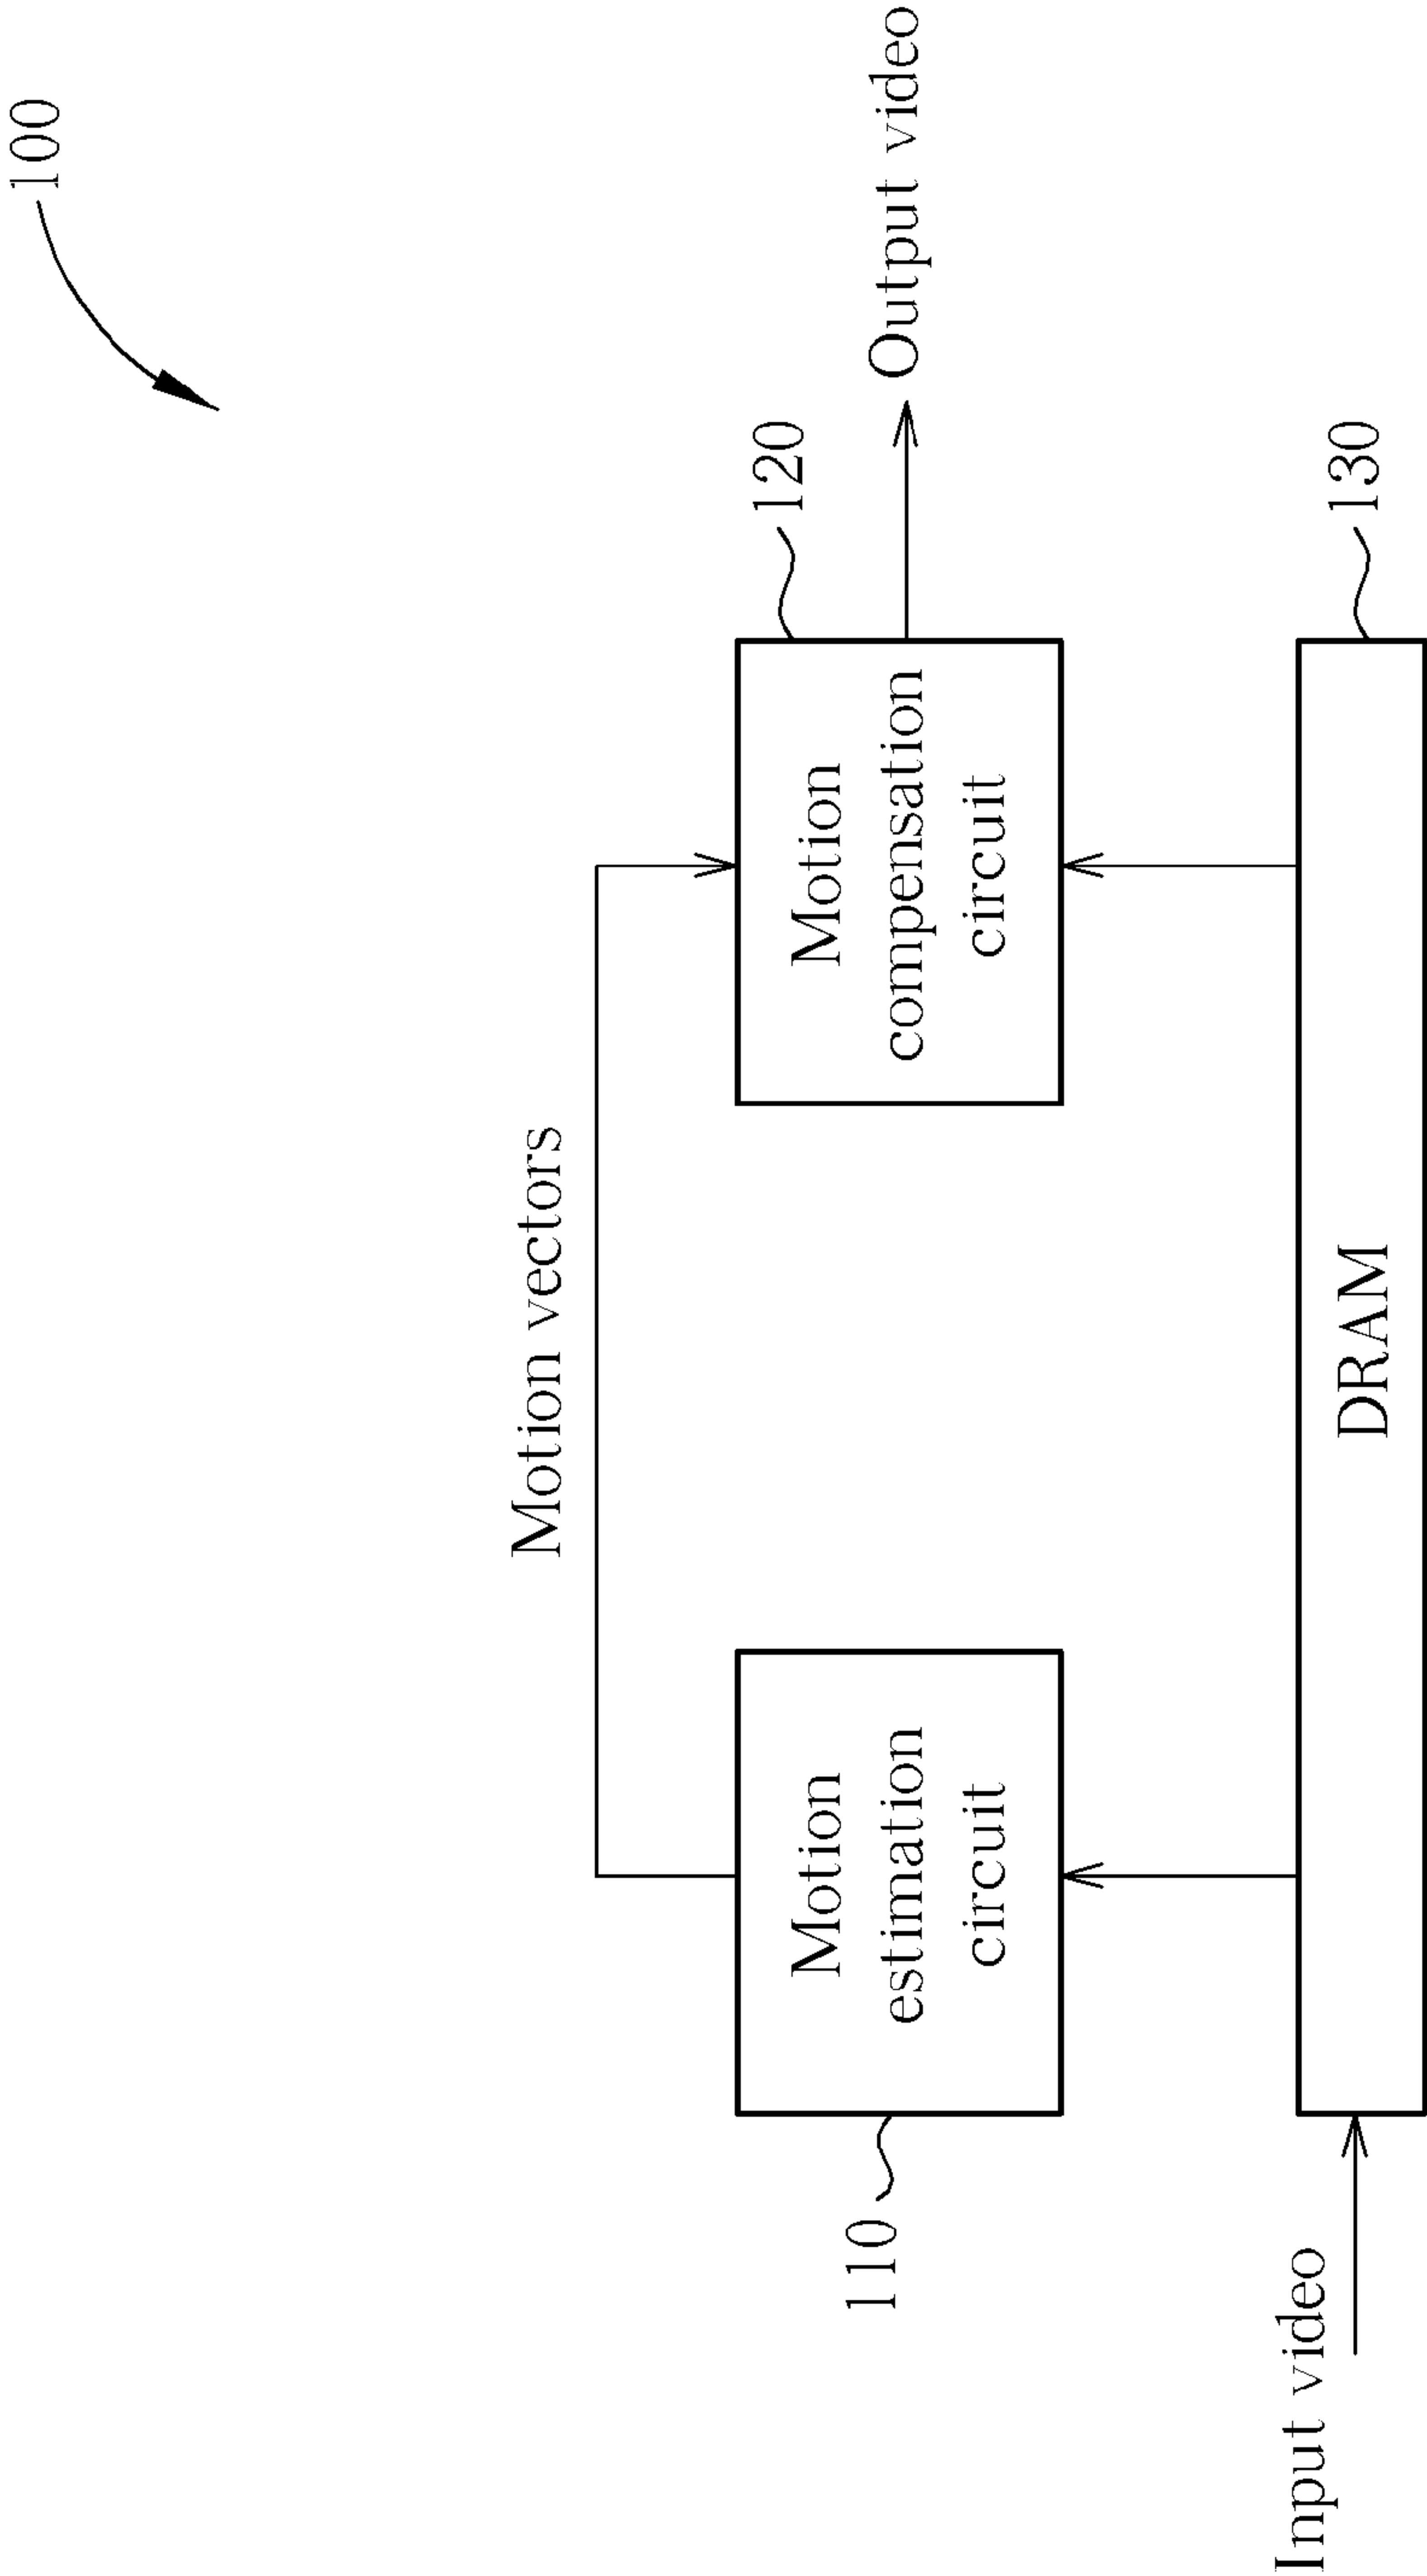 100
Motion vectors
110
Motion
estimation
circuit
Motion
compensation
circuit
120
Output video
Input video
DRAM
130